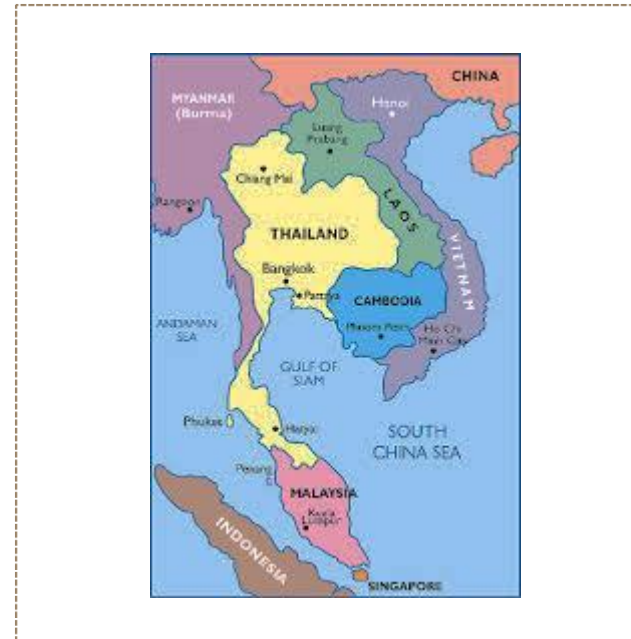 CHINA
MYANMAR
(Burma)
Hanoi
Luang
Prabang
Chiang Mai
Rangoon
LAOS
THAILAND
VIETNAM
Bangkok
Pattaya
CAMBODIA
ANDAMAN
SEA
Phnom Penh
Ho Chi
Minh City
GULF OF
SIAM
Phuket
SOUTH
CHINA SEA
Penang
MALAYSIA
Kuala
Lumpur
INDONESIA
SINGAPORE